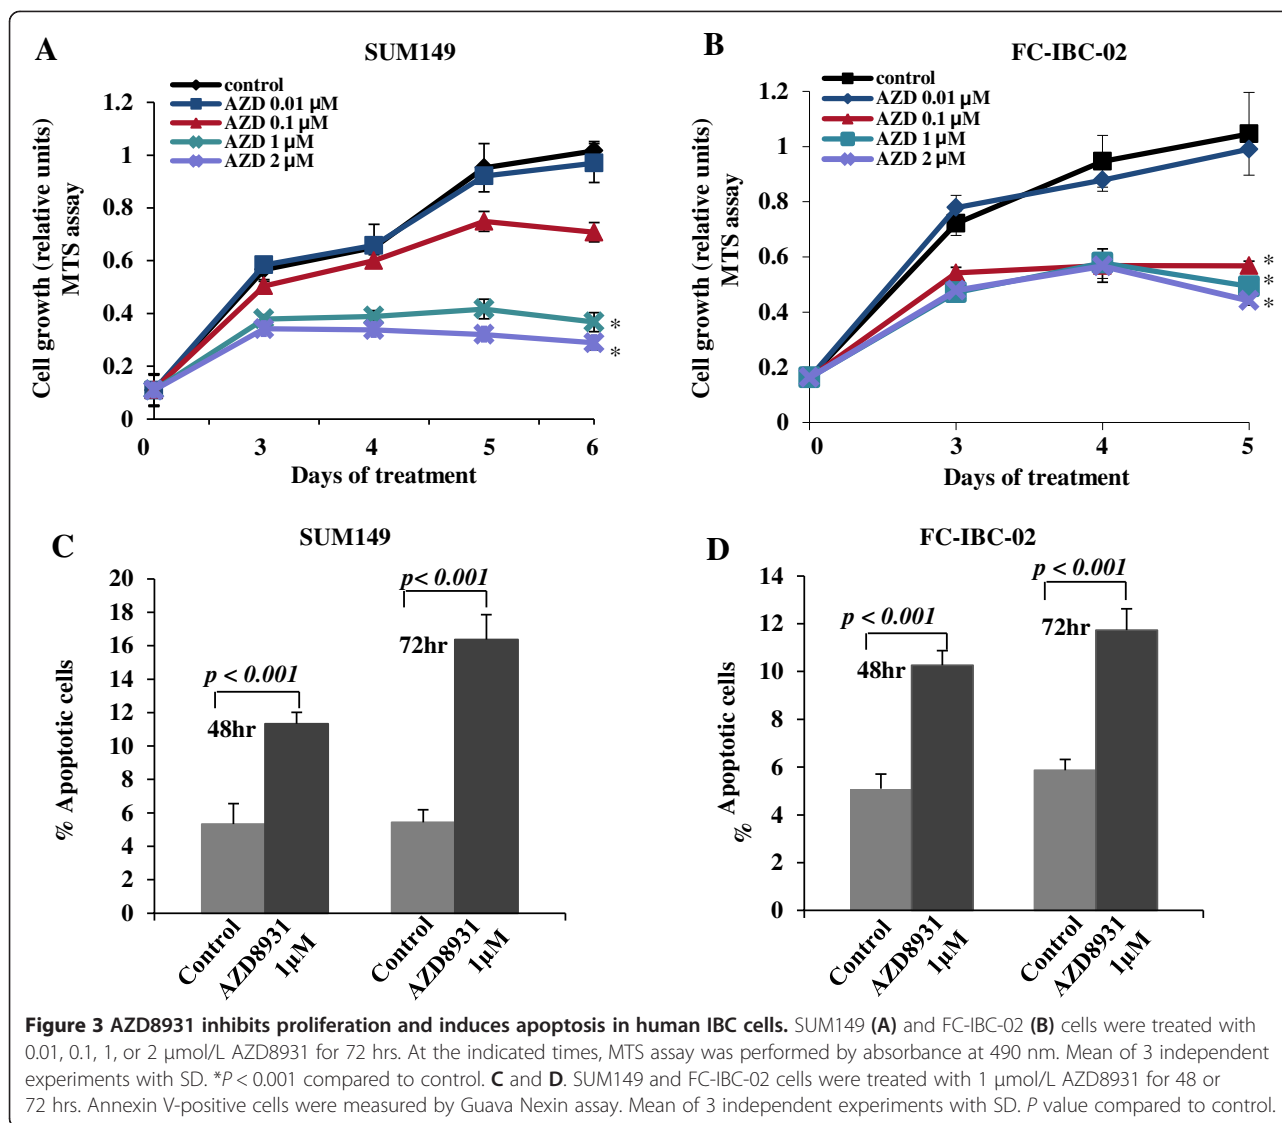 A
SUM149
control
AZD 0.01 µM
AZD 0.1 µM
AZD 1 µM
AZD 2 µM
Cell growth (relative units)
MTS assay
1.2
1
0.8
0.6
0.4
0.2
0
*
*
0 3 4 5 6
Days of treatment
B
FC-IBC-02
control
AZD 0.01 µM
AZD 0.1 µM
AZD 1 µM
AZD 2 µM
Cell growth (relative units)
MTS assay
1.2
1
0.8
0.6
0.4
0.2
0
*
*
*
0 3 4 5
Days of treatment
C
SUM149
% Apoptotic cells
20
18
16
14
12
10
8
6
4
2
0
p < 0.001
48hr
p< 0.001
72hr
Control
AZD8931
1µM
Control
AZD8931
1µM
D
FC-IBC-02
% Apoptotic cells
14
12
10
8
6
4
2
0
p < 0.001
48hr
p < 0.001
72hr
Control
AZD8931
1µM
Control
AZD8931
1µM
Figure 3 AZD8931 inhibits proliferation and induces apoptosis in human IBC cells. SUM149 (A) and FC-IBC-02 (B) cells were treated with
0.01, 0.1, 1, or 2 µmol/L AZD8931 for 72 hrs. At the indicated times, MTS assay was performed by absorbance at 490 nm. Mean of 3 independent
experiments with SD. *P < 0.001 compared to control. C and D. SUM149 and FC-IBC-02 cells were treated with 1 µmol/L AZD8931 for 48 or
72 hrs. Annexin V-positive cells were measured by Guava Nexin assay. Mean of 3 independent experiments with SD. P value compared to control.